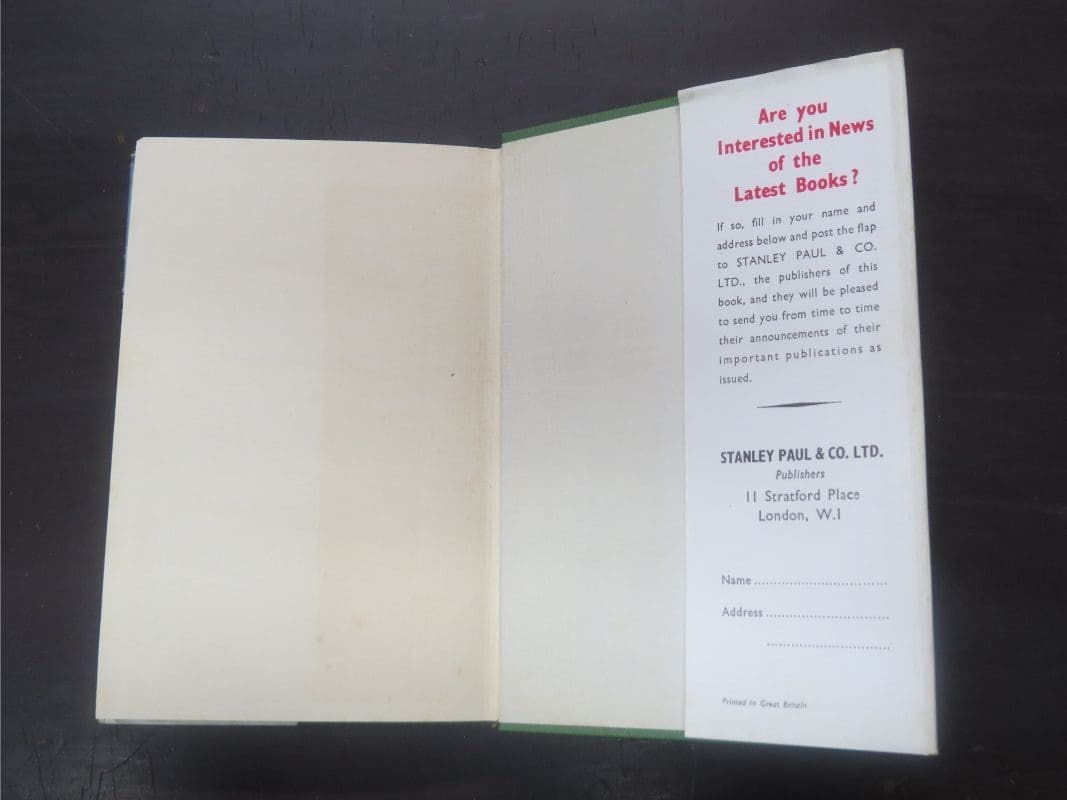 Are you
Interested in News
of the
Latest Books?
If so, fill in your name and
address below and post the flap
to STANLEY PAUL & CO.
LTD., the publishers of this
book, and they will be pleased
to send you from time to time
their announcements of their
important publications as
issued.
STANLEY PAUL & CO. LTD.
Publishers
11 Stratford Place
London, W.1
Name ..................................
Address ................................
................................
Printed in Great Britain